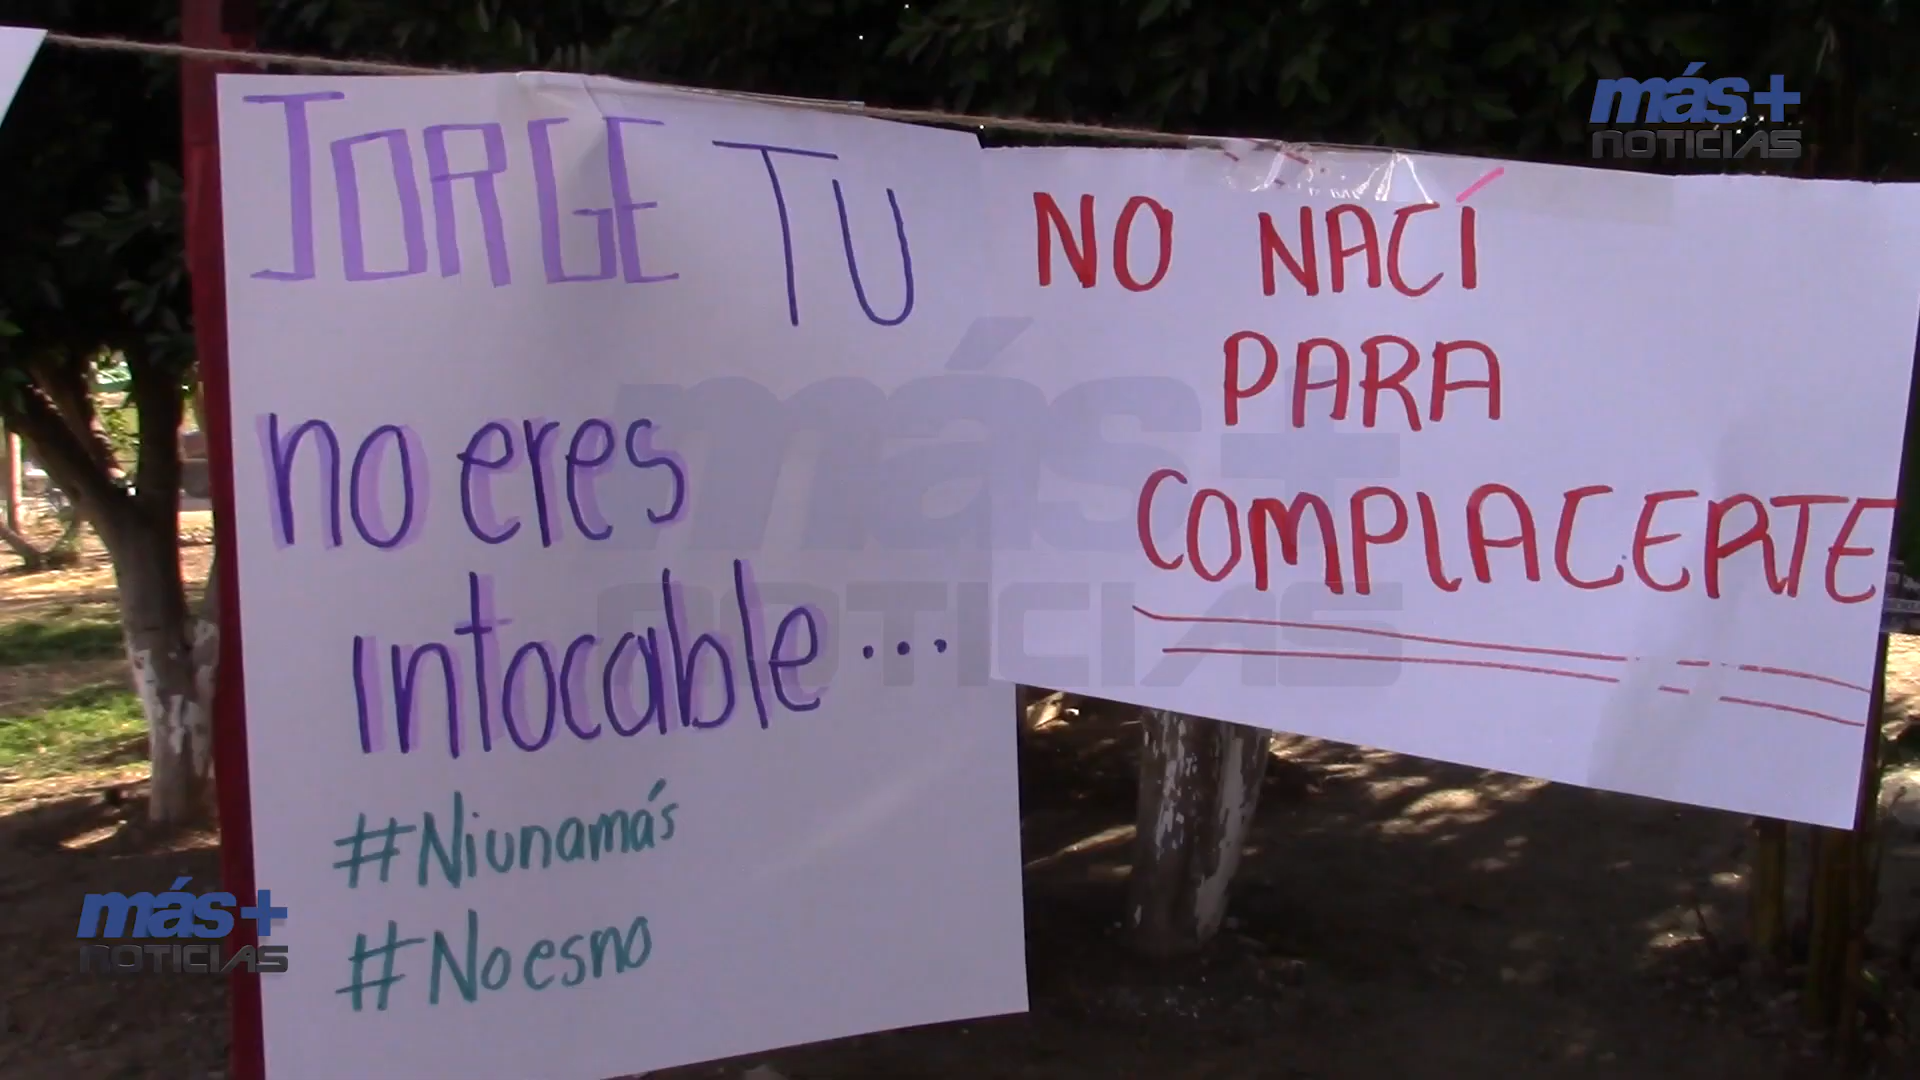 JORGE TU
no eres
intocable...
#Niunamás
#Noesno
NO NACÍ
PARA
COMPLACERTE
más+
NOTICIAS
más+
NOTICIAS
más+
NOTICIAS